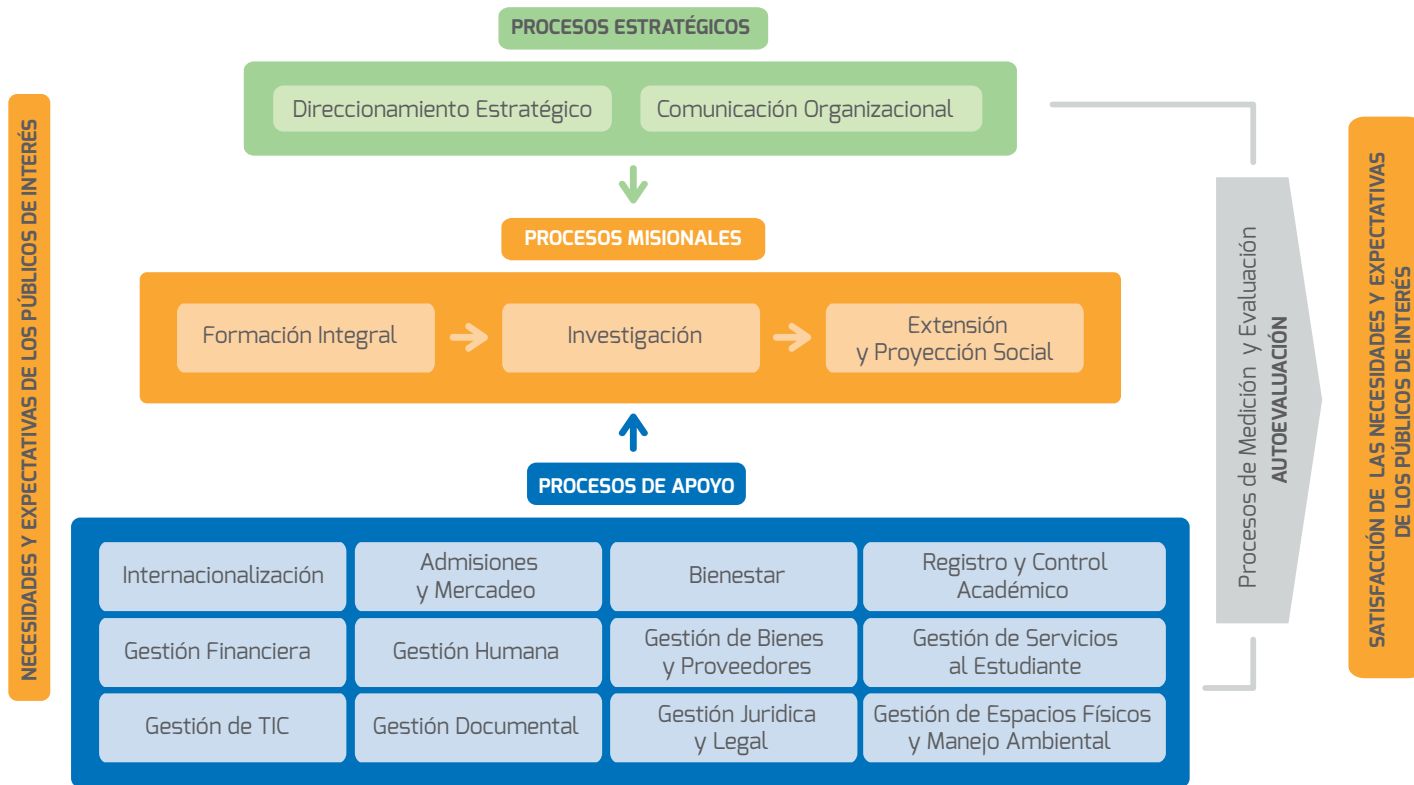 PROCESOS ESTRATÉGICOS
Direccionamiento Estratégico
Comunicación Organizacional
NECESIDADES Y EXPECTATIVAS DE LOS PÚBLICOS DE INTERÉS
PROCESOS MISIONALES
Formación Integral
Investigación
Extensión
y Proyección Social
PROCESOS DE APOYO
Internacionalización
Admisiones
y Mercadeo
Bienestar
Registro y Control
Académico
Gestión Financiera
Gestión Humana
Gestión de Bienes
y Proveedores
Gestión de Servicios
al Estudiante
Gestión de TIC
Gestión Documental
Gestión Juridica
y Legal
Gestión de Espacios Físicos
y Manejo Ambiental
Procesos de Medición y Evaluación
AUTOEVALUACIÓN
SATISFACCIÓN DE LAS NECESIDADES Y EXPECTATIVAS
DE LOS PÚBLICOS DE INTERÉS